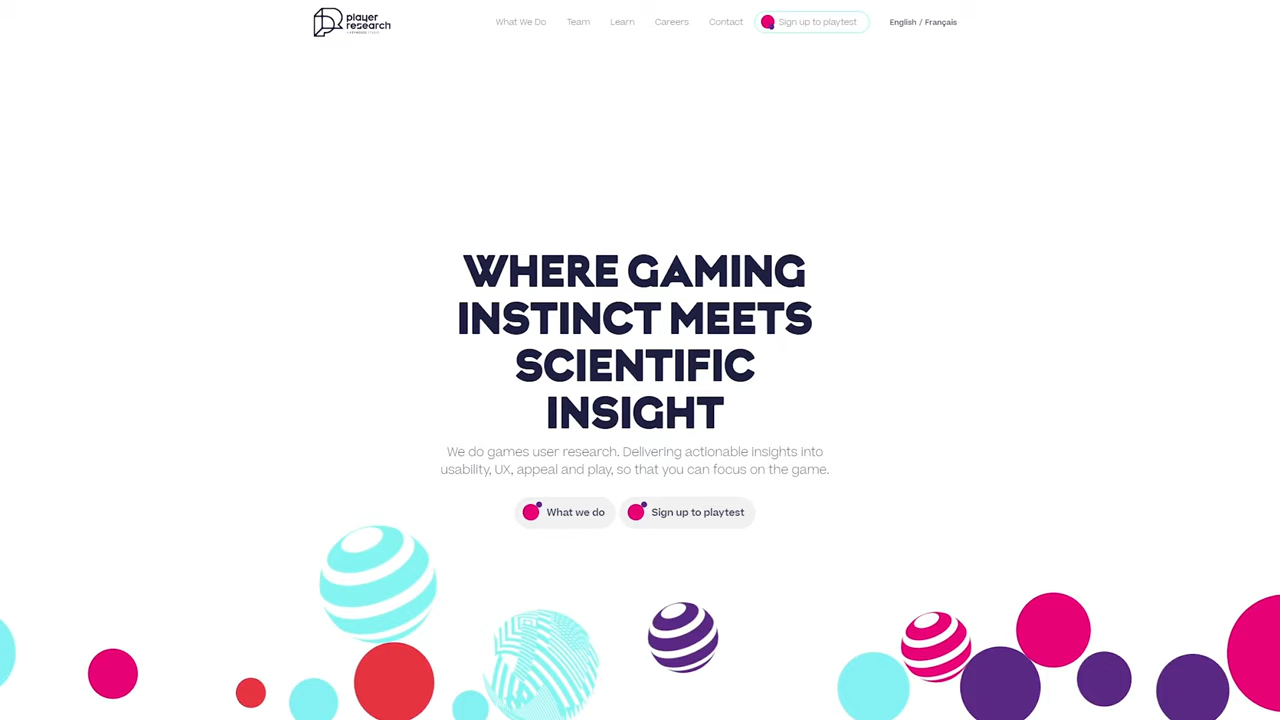 player
research
What We Do
Team
Learn
Careers
Contact
Sign up to playtest
English / Français
WHERE GAMING
INSTINCT MEETS
SCIENTIFIC
INSIGHT
We do games user research. Delivering actionable insights into
usability, UX, appeal and play, so that you can focus on the game.
What we do
Sign up to playtest